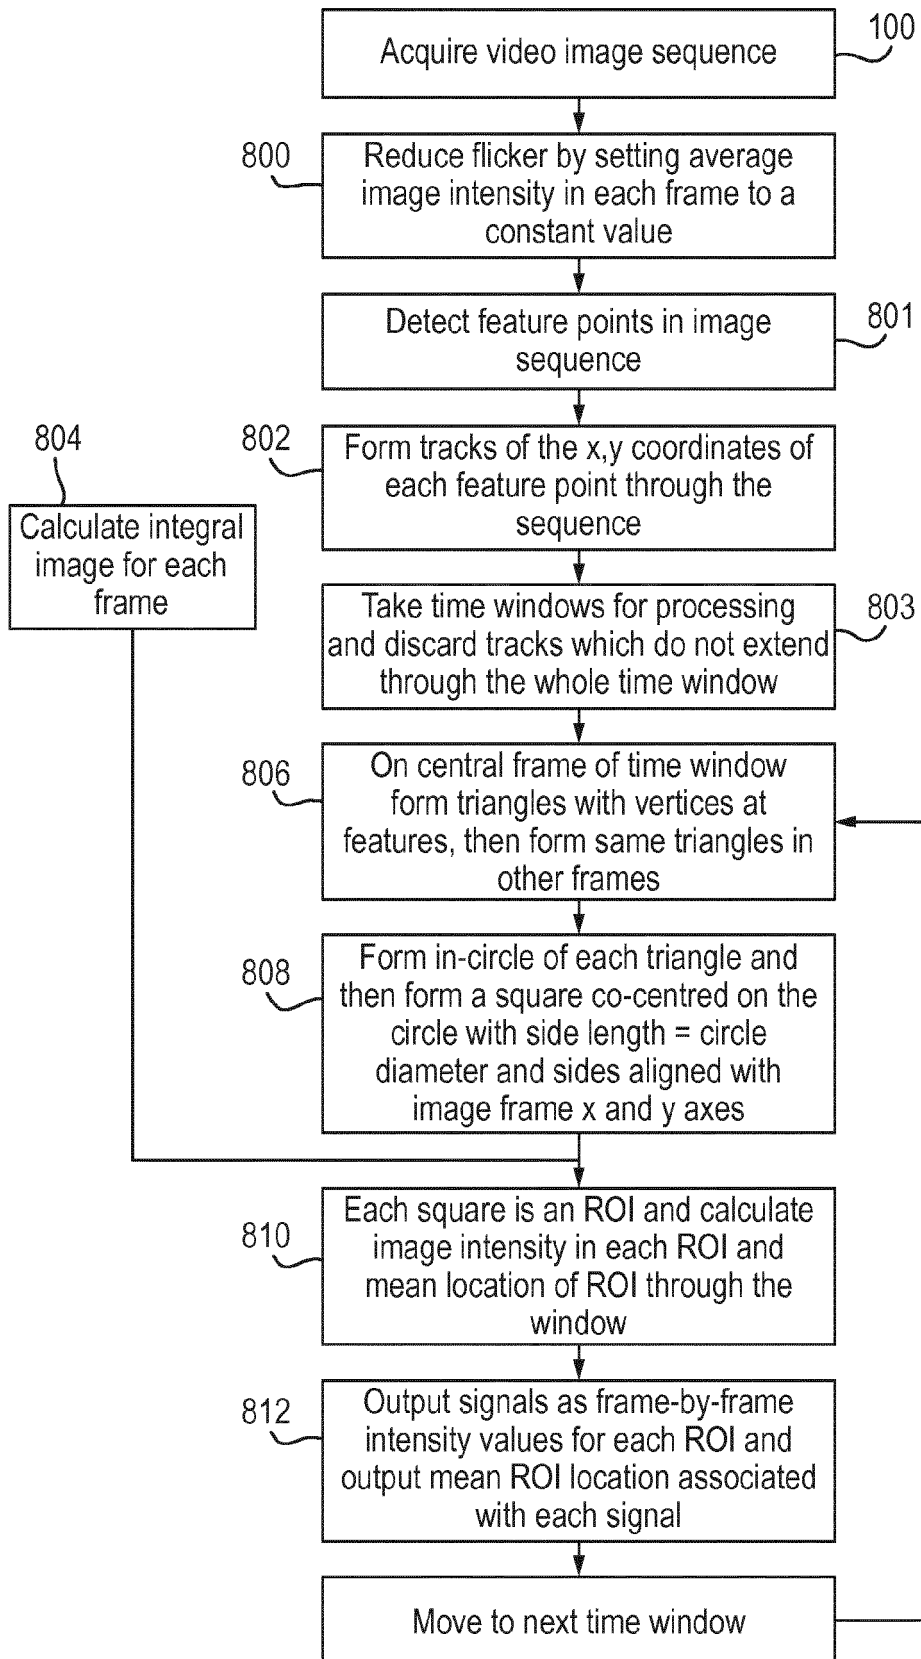 Acquire video image sequence
100
800
Reduce flicker by setting average
image intensity in each frame to a
constant value
Detect feature points in image
sequence
801
802
Form tracks of the x,y coordinates of
each feature point through the
sequence
804
Calculate integral
image for each
frame
Take time windows for processing
and discard tracks which do not extend
through the whole time window
803
806
On central frame of time window
form triangles with vertices at
features, then form same triangles in
other frames
808
Form in-circle of each triangle and
then form a square co-centred on the
circle with side length = circle
diameter and sides aligned with
image frame x and y axes
810
Each square is an ROI and calculate
image intensity in each ROI and
mean location of ROI through the
window
812
Output signals as frame-by-frame
intensity values for each ROI and
output mean ROI location associated
with each signal
Move to next time window